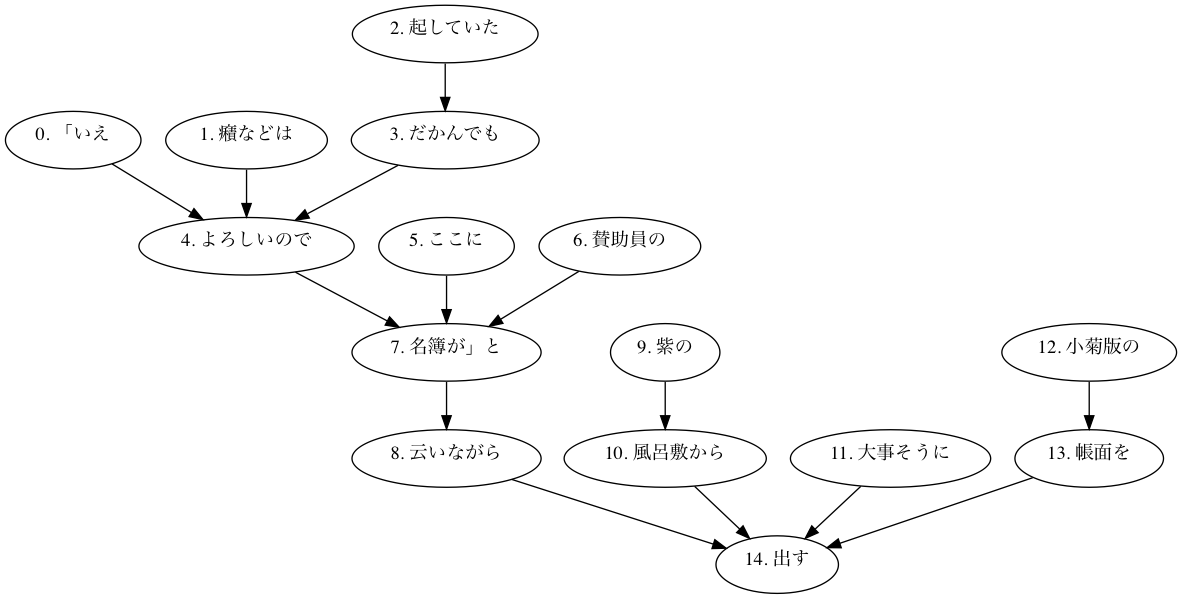 0. 「いえ
1. 癩などは
2. 起していた
3. だかんでも
4. よろしいので
5. ここに
6. 賛助員の
7. 名簿が」と
8. 云いながら
9. 紫の
10. 風呂敷から
11. 大事そうに
12. 小菊版の
13. 帳面を
14. 出す